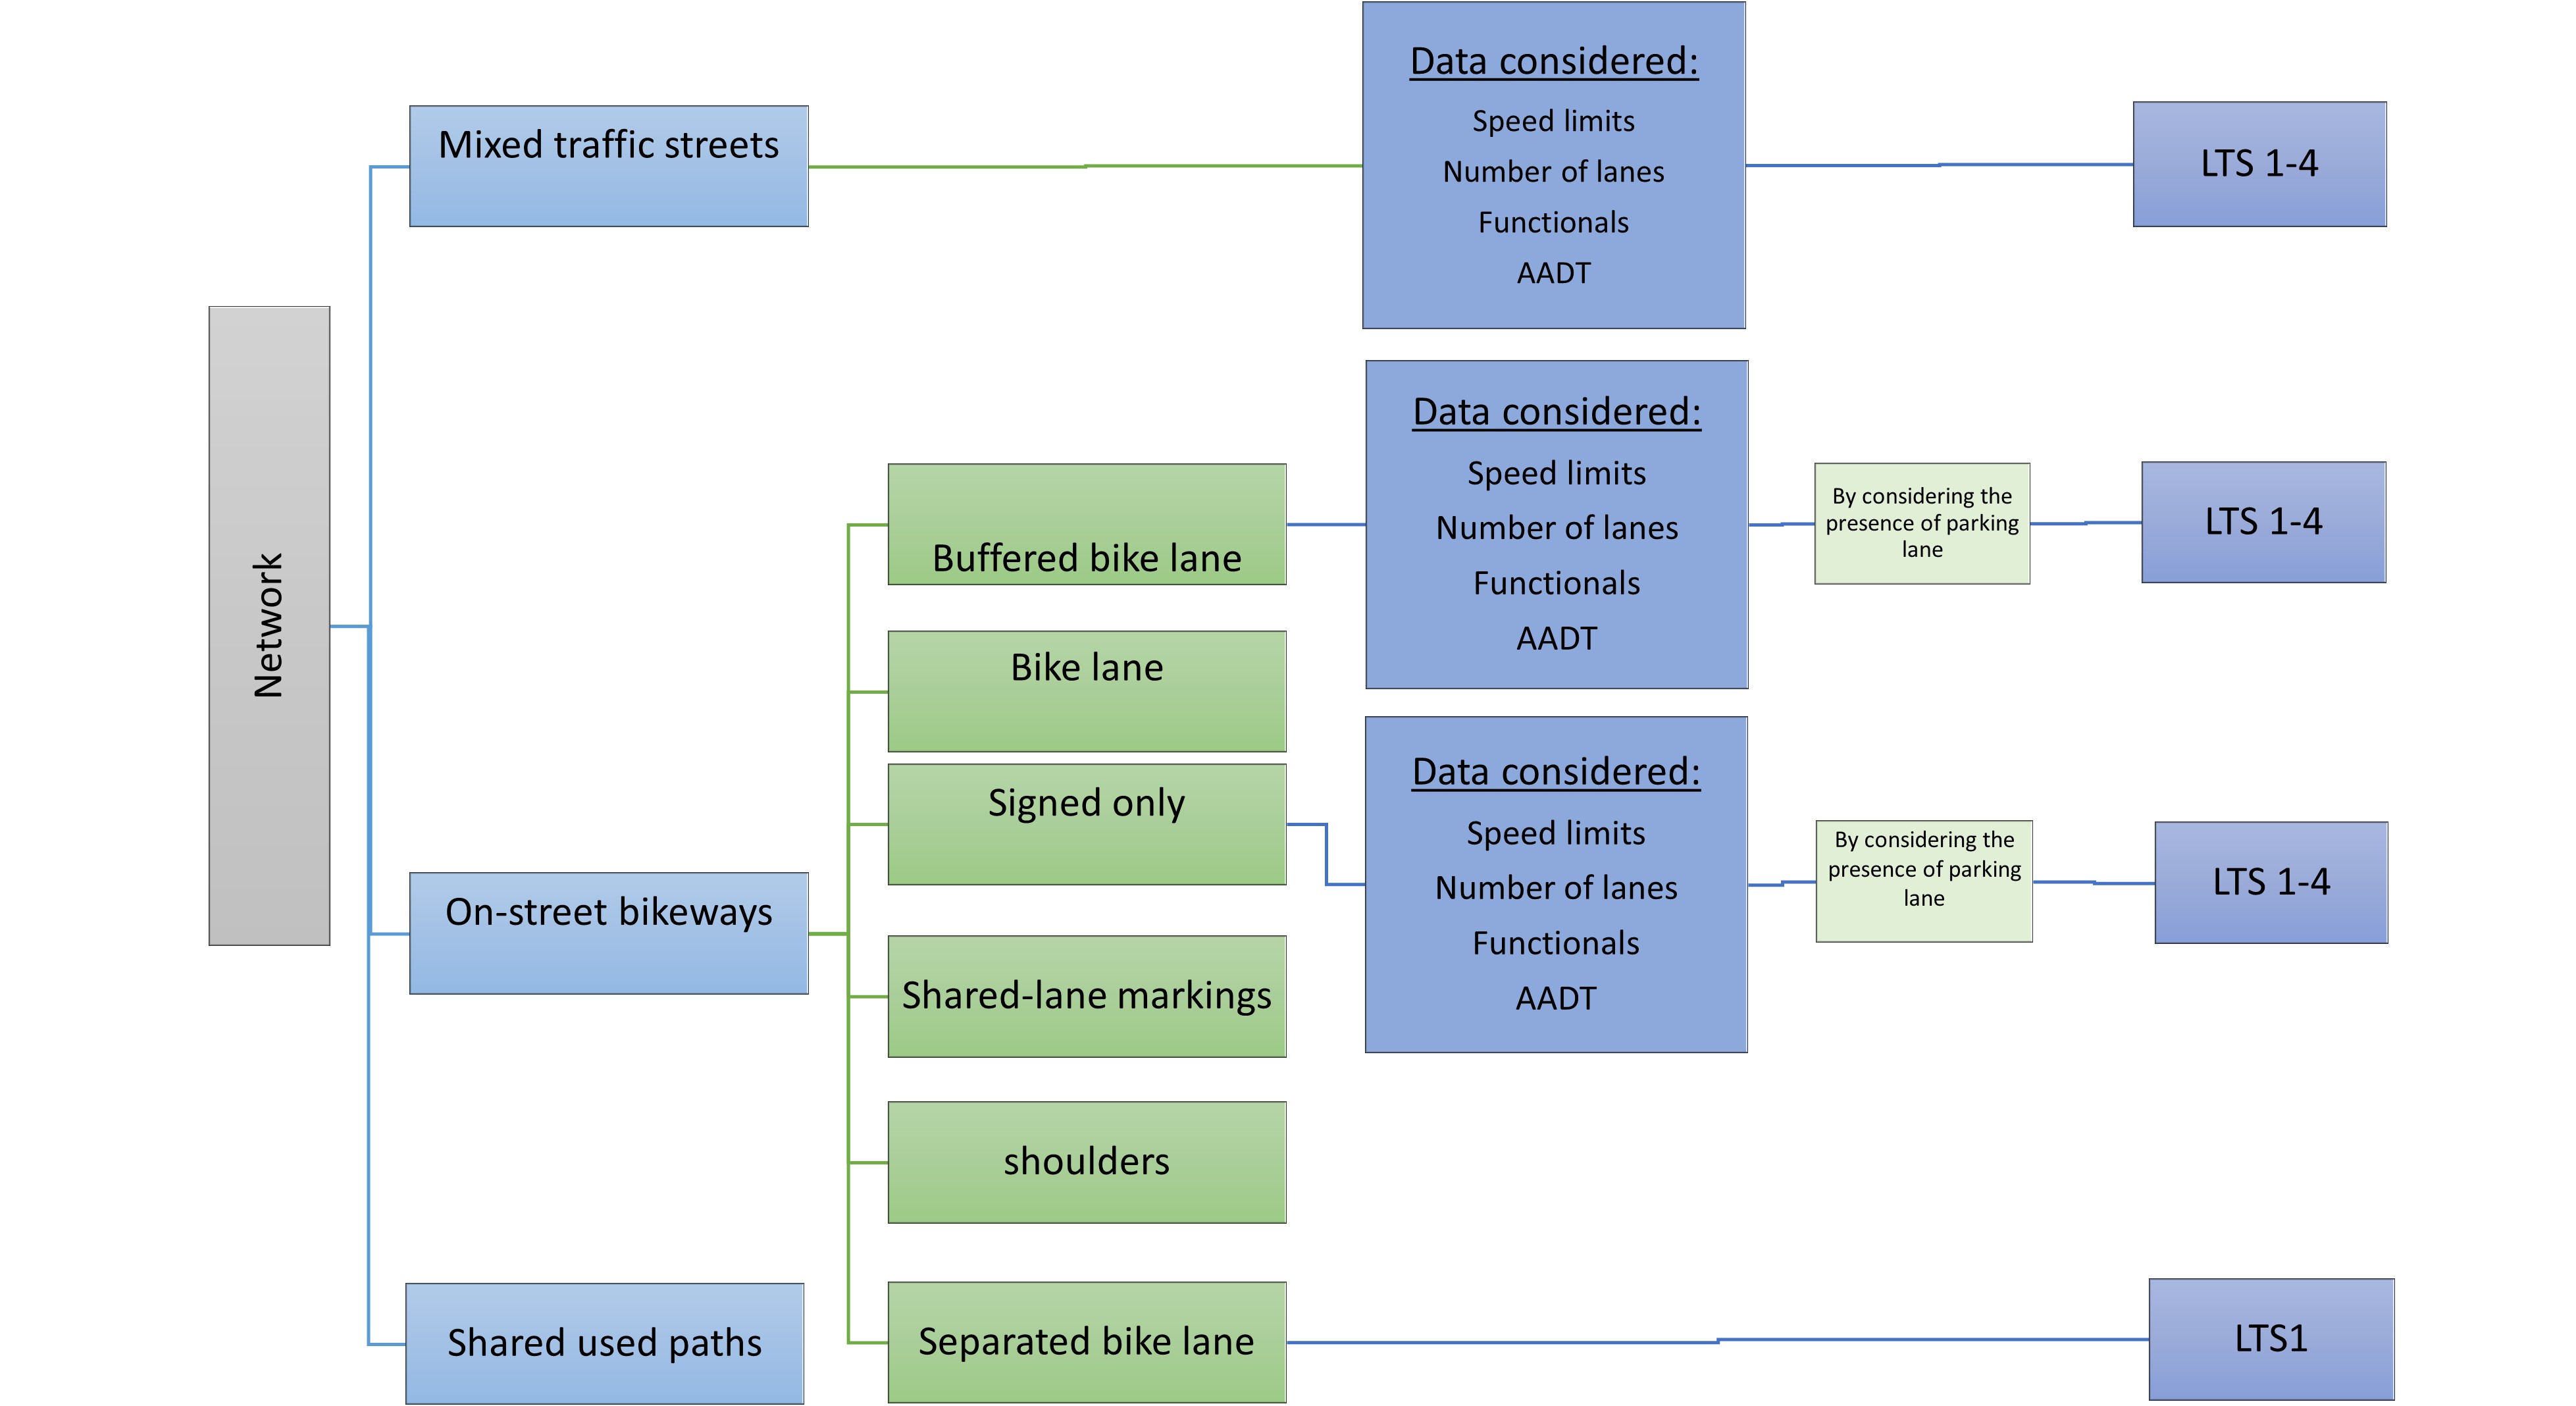 Network
Mixed traffic streets
Data considered:
Speed limits
Number of lanes
Functionals
AADT
LTS 1-4
On-street bikeways
Buffered bike lane
Data considered:
Speed limits
Number of lanes
Functionals
AADT
By considering the
presence of parking
lane
LTS 1-4
Bike lane
Signed only
Data considered:
Speed limits
Number of lanes
Functionals
AADT
By considering the
presence of parking
lane
LTS 1-4
Shared-lane markings
shoulders
Separated bike lane
LTS1
Shared used paths